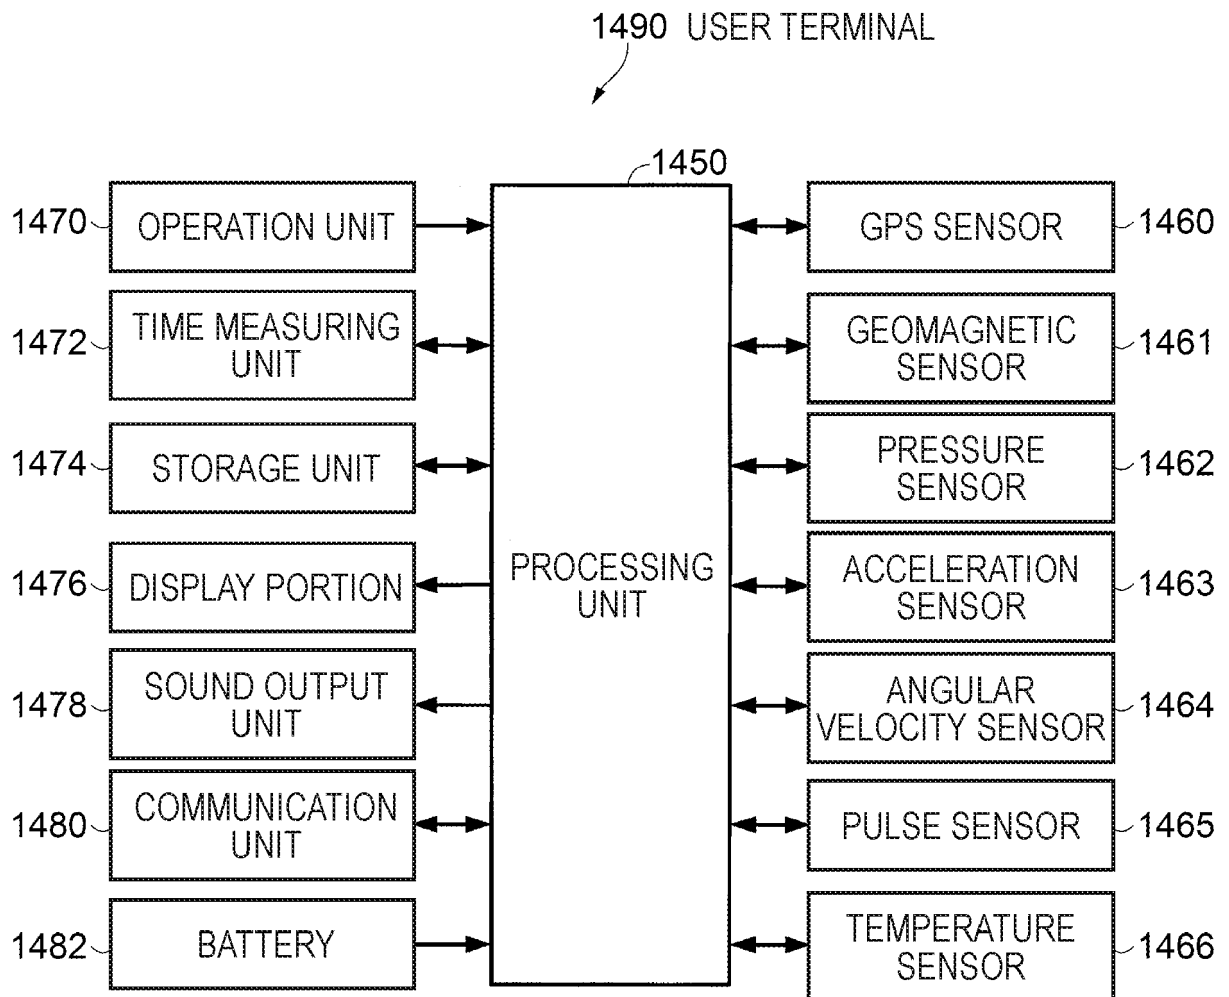 1490 USER TERMINAL
1450
1470
OPERATION UNIT
1472
TIME MEASURING
UNIT
1474
STORAGE UNIT
1476
DISPLAY PORTION
1478
SOUND OUTPUT
UNIT
1480
COMMUNICATION
UNIT
1482
BATTERY
PROCESSING
UNIT
GPS SENSOR
1460
GEOMAGNETIC
SENSOR
1461
PRESSURE
SENSOR
1462
ACCELERATION
SENSOR
1463
ANGULAR
VELOCITY SENSOR
1464
PULSE SENSOR
1465
TEMPERATURE
SENSOR
1466